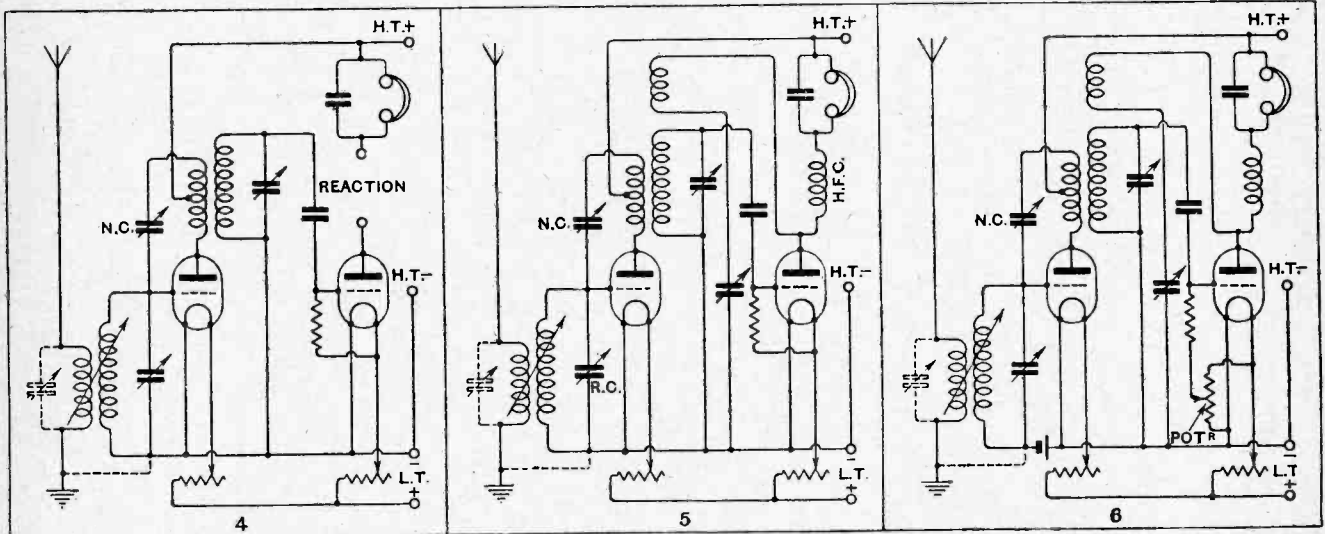 H.T.+
REACTION
N.C.
H.T.-
-
L.T.
+
4
H.T.+
H.F.C.
N.C.
H.T.-
R.C.
-
L.T.
+
5
H.T.+
N.C.
H.T.-
POTR
-
L.T
+
6